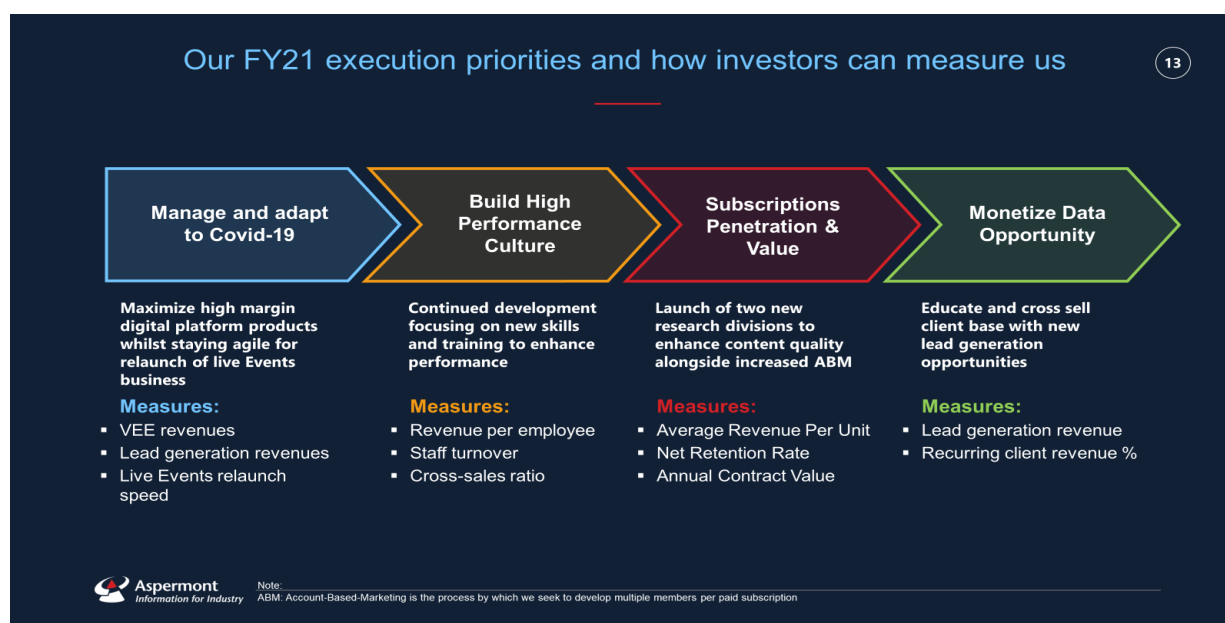 Our FY21 execution priorities and how investors can measure us
13
Manage and adapt
to Covid-19
Build High
Performance
Culture
Subscriptions
Penetration &
Value
Monetize Data
Opportunity
Maximize high margin
digital platform products
whilst staying agile for
relaunch of live Events
business
Measures:
▪ VEE revenues
▪ Lead generation revenues
▪ Live Events relaunch
speed
Continued development
focusing on new skills
and training to enhance
performance
Measures:
▪ Revenue per employee
▪ Staff turnover
▪ Cross-sales ratio
Launch of two new
research divisions to
enhance content quality
alongside increased ABM
Measures:
▪ Average Revenue Per Unit
▪ Net Retention Rate
▪ Annual Contract Value
Educate and cross sell
client base with new
lead generation
opportunities
Measures:
▪ Lead generation revenue
▪ Recurring client revenue %
Aspermont
Information for Industry
Note:
ABM: Account-Based-Marketing is the process by which we seek to develop multiple members per paid subscription